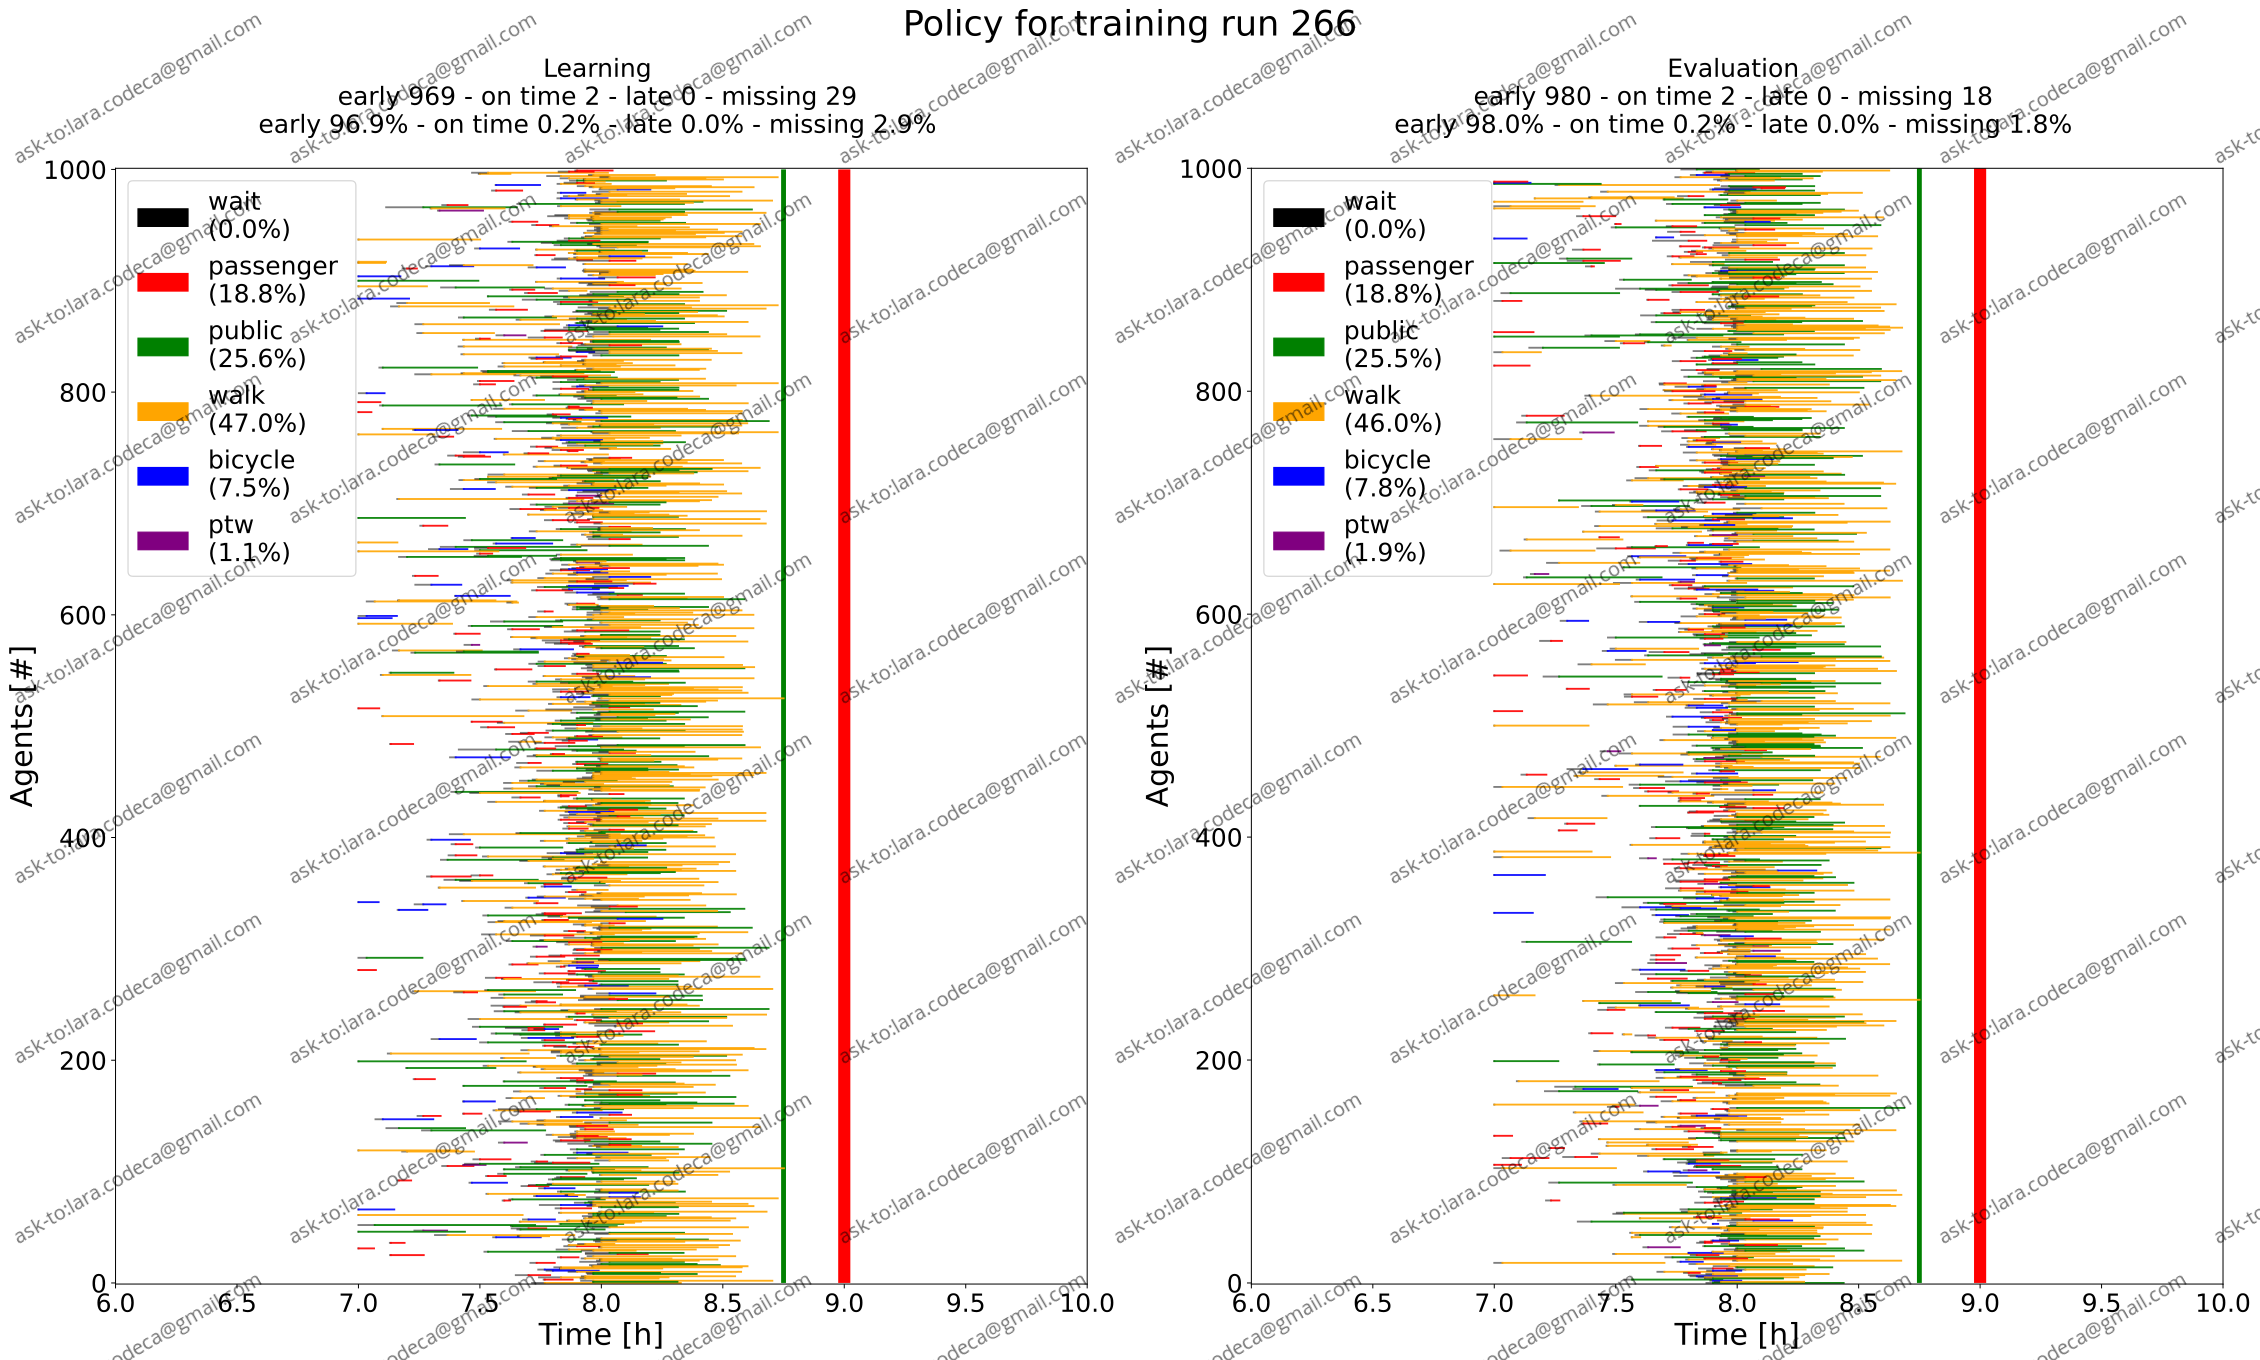 Policy for training run 266
Learning
early 969 - on time 2 - late 0 - missing 29
early 96.9% - on time 0.2% - late 0.0% - missing 2.9%
1000
800
600
400
200
0
Agents [#]
wait
(0.0%)
passenger
(18.8%)
public
(25.6%)
walk
(47.0%)
bicycle
(7.5%)
ptw
(1.1%)
6.0 6.5 7.0 7.5 8.0 8.5 9.0 9.5 10.0
Time [h]
Evaluation
early 980 - on time 2 - late 0 - missing 18
early 98.0% - on time 0.2% - late 0.0% - missing 1.8%
1000
800
600
400
200
0
Agents [#]
wait
(0.0%)
passenger
(18.8%)
public
(25.5%)
walk
(46.0%)
bicycle
(7.8%)
ptw
(1.9%)
6.0 6.5 7.0 7.5 8.0 8.5 9.0 9.5 10.0
Time [h]
ask-to:lara.codeca@gmail.com